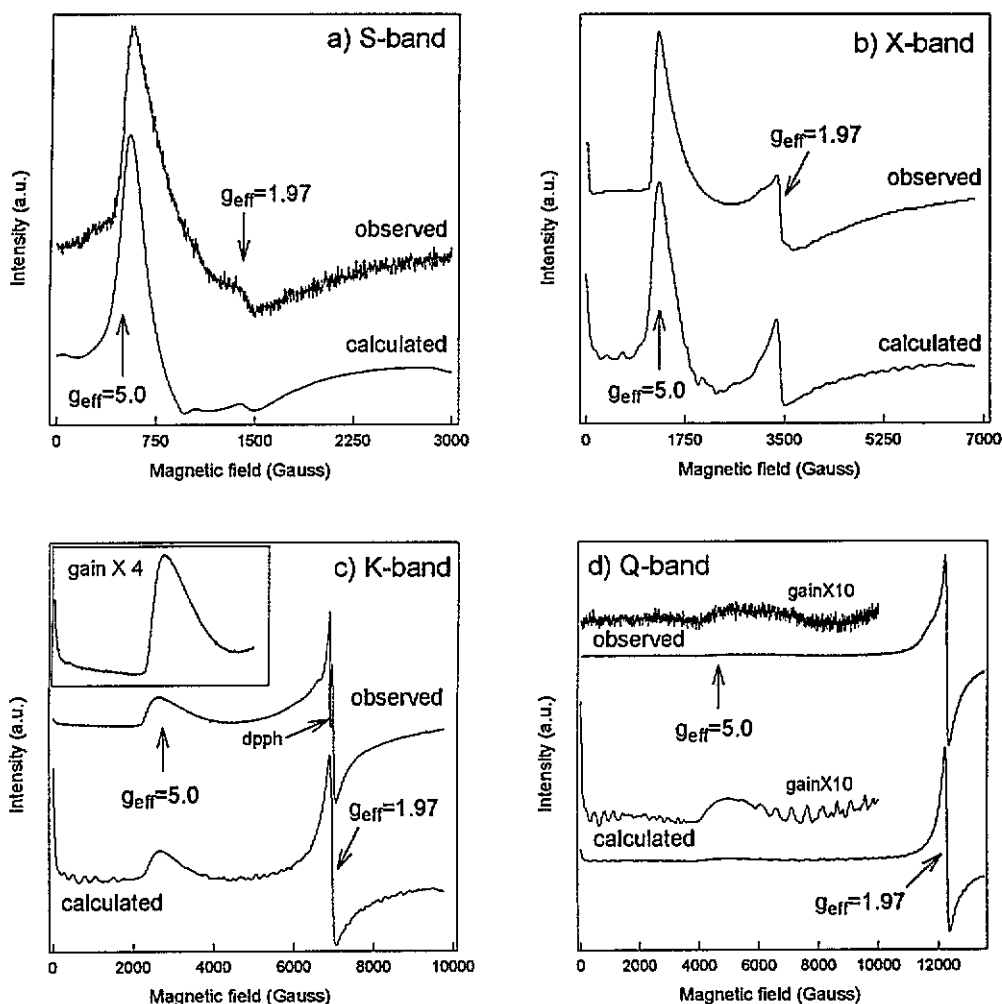 a) S-band
g_eff=1.97
observed
calculated
g_eff=5.0
Intensity (a.u.)
0 750 1500 2250 3000
Magnetic field (Gauss)
b) X-band
g_eff=1.97
observed
calculated
g_eff=5.0
Intensity (a.u.)
0 1750 3500 5250 7000
Magnetic field (Gauss)
gain X 4
c) K-band
observed
dpph
g_eff=5.0
g_eff=1.97
calculated
Intensity (a.u.)
0 2000 4000 6000 8000 10000
Magnetic field (Gauss)
d) Q-band
gainX10
observed
g_eff=5.0
gainX10
calculated
g_eff=1.97
Intensity (a.u.)
0 2000 4000 6000 8000 10000 12000
Magnetic field (Gauss)